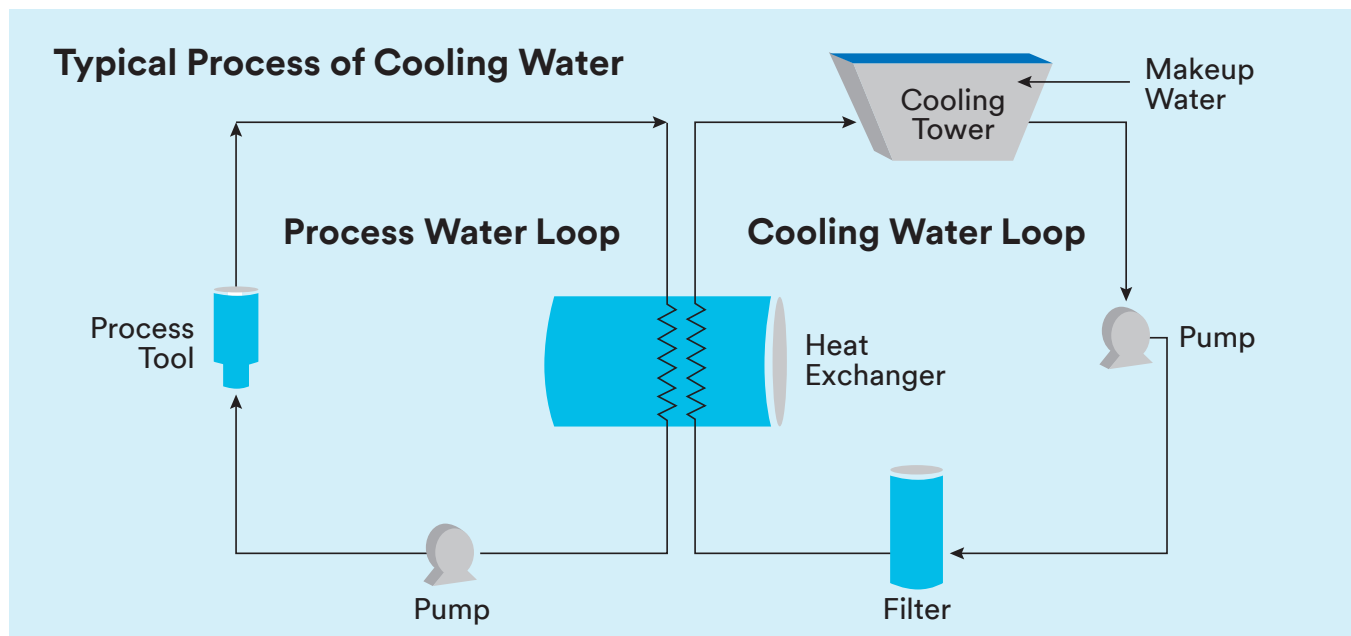 Typical Process of Cooling Water
Makeup
Water
Cooling
Tower
Process Water Loop
Cooling Water Loop
Process
Tool
Heat
Exchanger
Pump
Pump
Filter